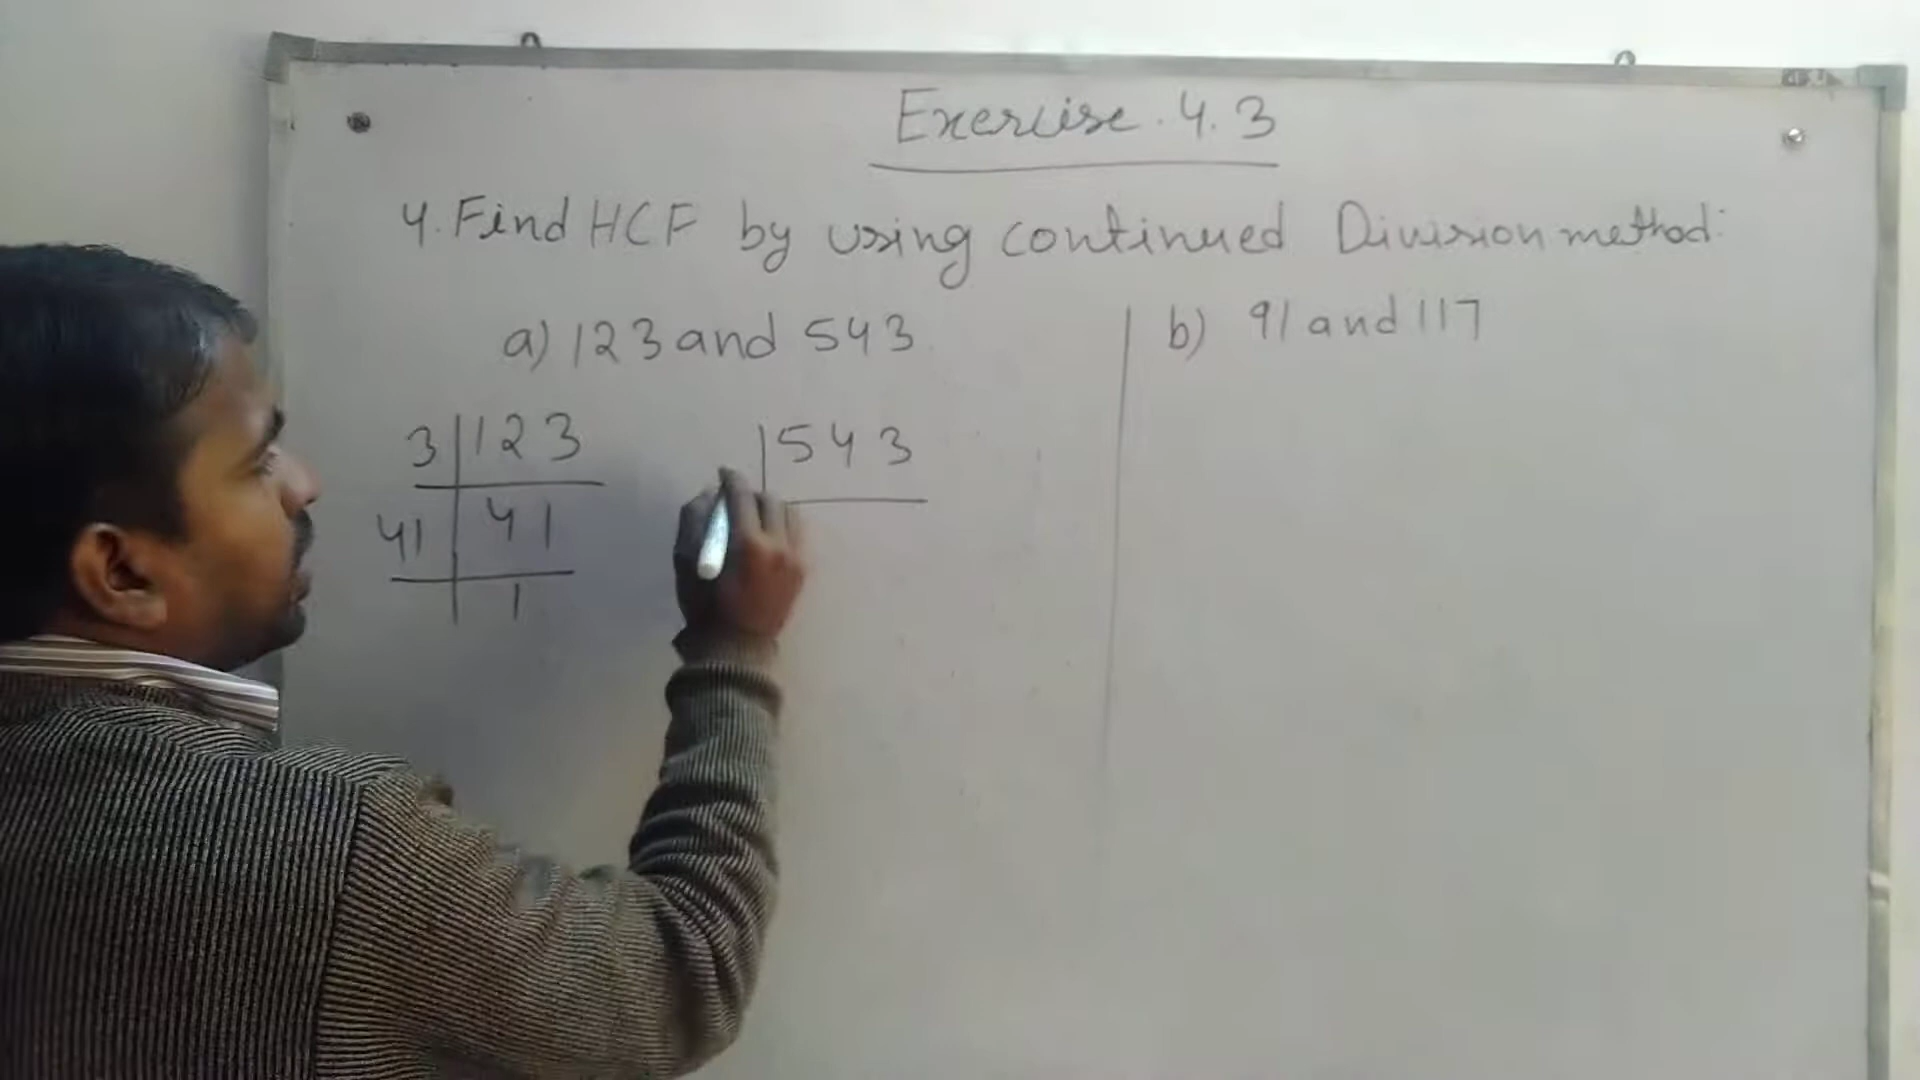 Exercise. 4.3
4. Find HCF by using continued Division method:
a) 123 and 543
3 | 123
41 | 41
1
543
b) 91 and 117